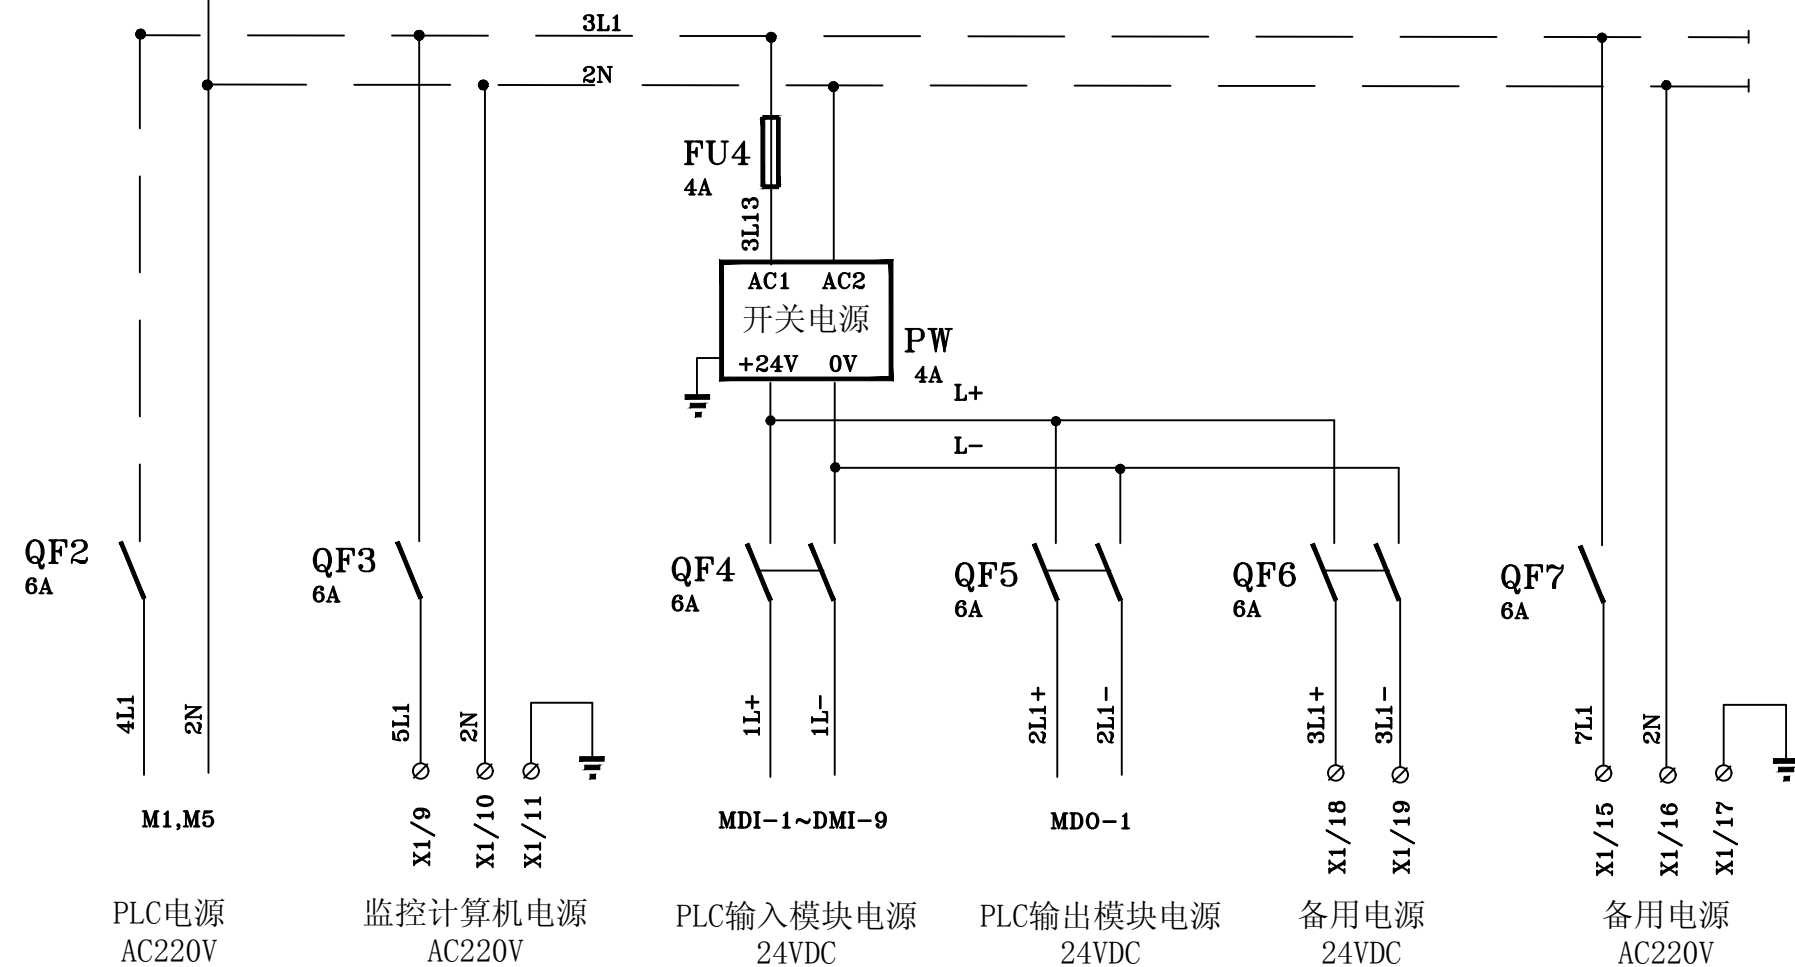 3L1
2N
FU4
4A
3L13
AC1 AC2
开关电源
+24V 0V
PW
4A
L+
L-
QF2
6A
QF3
6A
QF4
6A
QF5
6A
QF6
6A
QF7
6A
4L1
2N
5L1
2N
1L+
1L-
2L1+
2L1-
3L1+
3L1-
7L1
2N
M1,M5
X1/9
X1/10
X1/11
MDI-1~DMI-9
MDO-1
X1/18
X1/19
X1/15
X1/16
X1/17
PLC电源
AC220V
监控计算机电源
AC220V
PLC输入模块电源
24VDC
PLC输出模块电源
24VDC
备用电源
24VDC
备用电源
AC220V